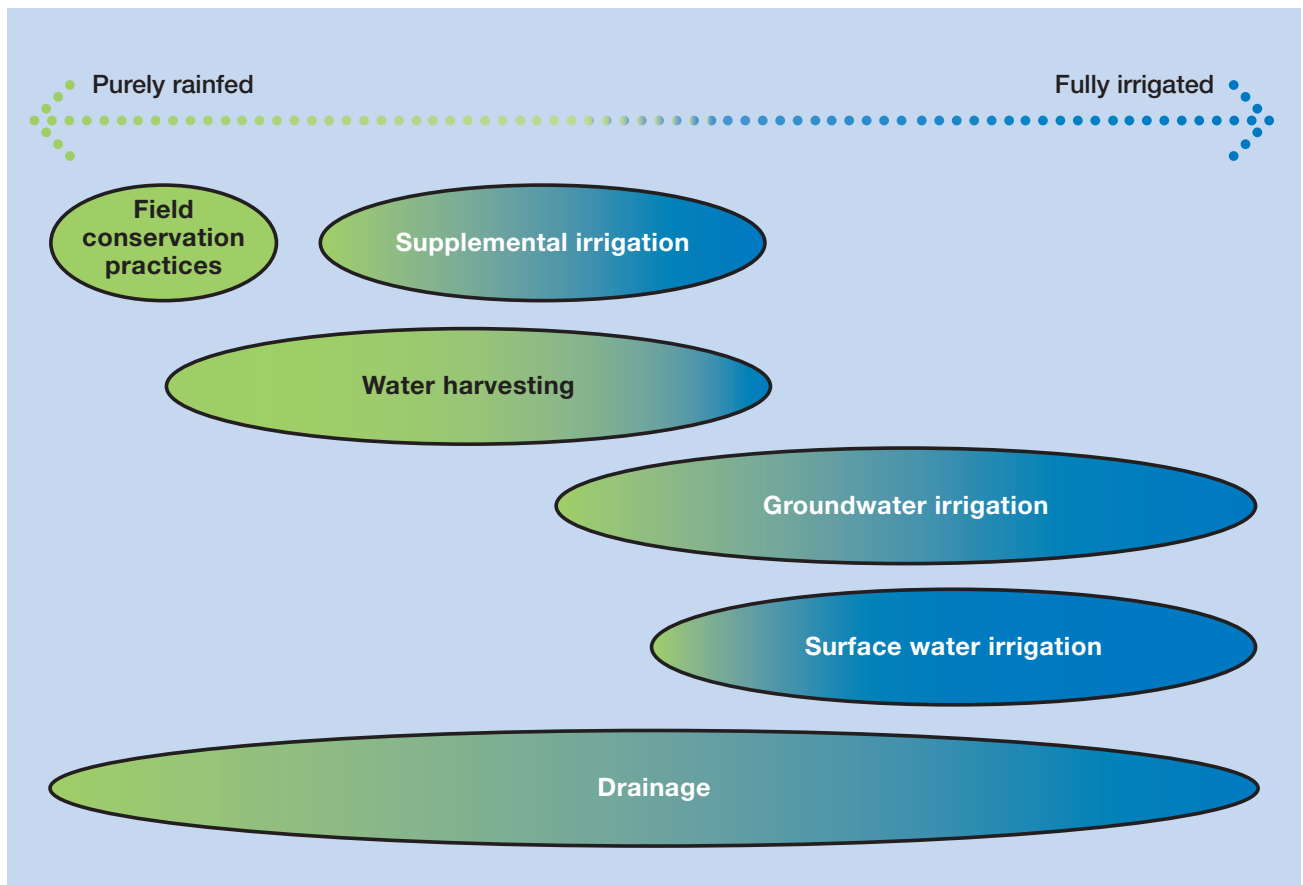 Purely rainfed
Fully irrigated
Field
conservation
practices
Supplemental irrigation
Water harvesting
Groundwater irrigation
Surface water irrigation
Drainage